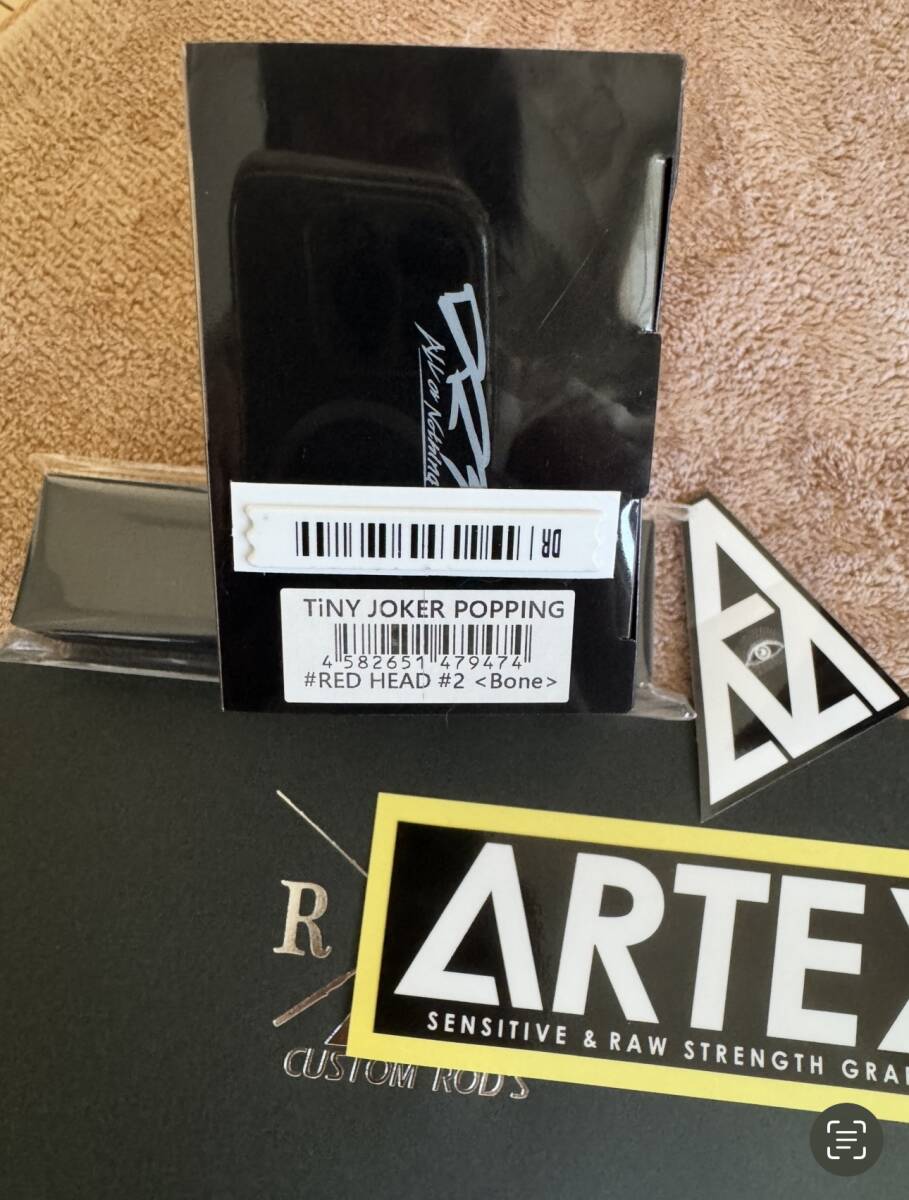 All or Nothing
DR
TiNY JOKER POPPING
4 582651 479474
#RED HEAD #2 <Bone>
R
ARTEX
SENSITIVE & RAW STRENGTH GRA
CUSTOM ROD'S